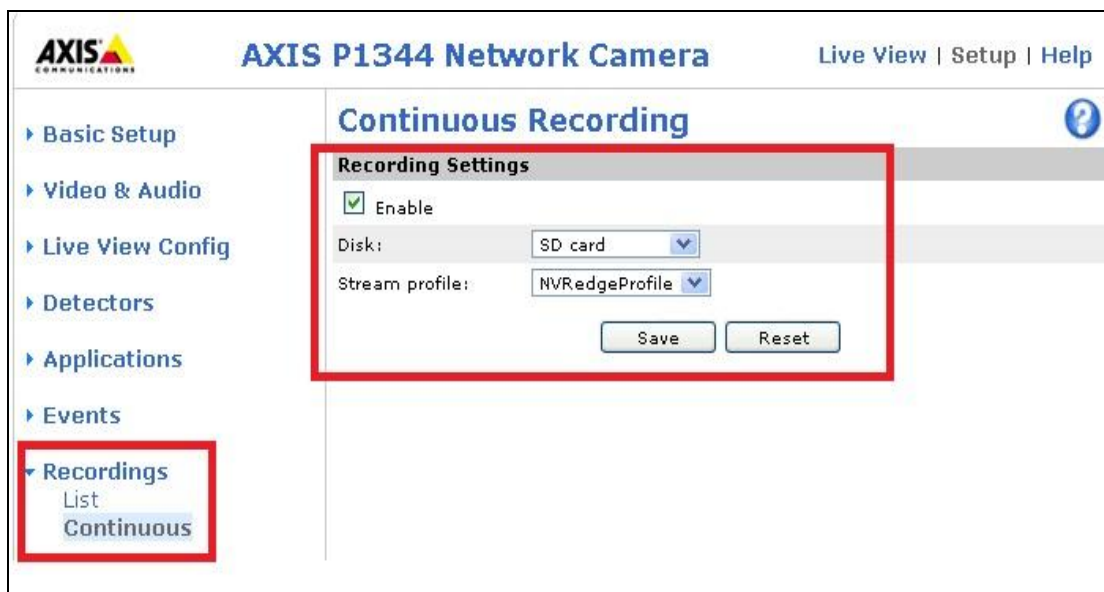 AXIS
COMMUNICATIONS
AXIS P1344 Network Camera
Live View | Setup | Help
Basic Setup
Video & Audio
Live View Config
Detectors
Applications
Events
Recordings
List
Continuous
Continuous Recording
?
Recording Settings
Enable
Disk: SD card
Stream profile: NVRedgeProfile
Save Reset